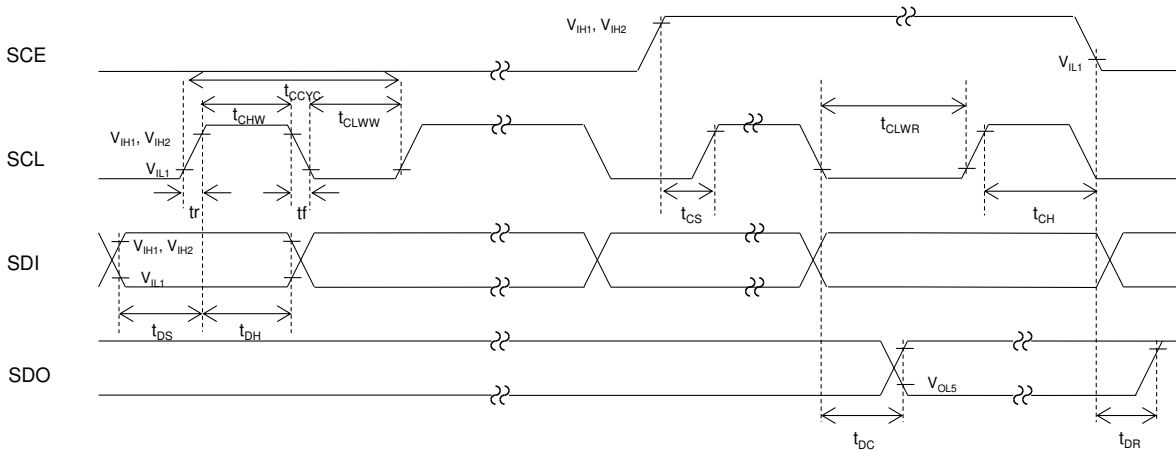 SCE
V_IH1, V_IH2
V_IL1
t_CCYC
t_CHW
t_CLWW
t_CLWR
SCL
V_IH1, V_IH2
V_IL1
tr
tf
t_CS
t_CH
SDI
V_IH1, V_IH2
V_IL1
t_DS
t_DH
SDO
V_OL5
t_DC
t_DR